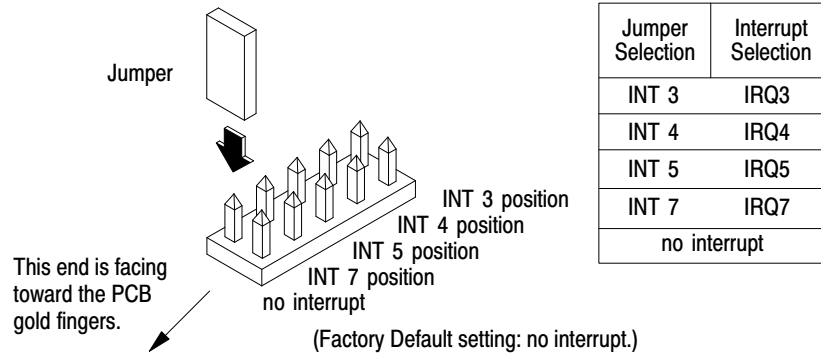 Jumper
INT 3 position
INT 4 position
INT 5 position
INT 7 position
no interrupt
This end is facing
toward the PCB
gold fingers.
(Factory Default setting: no interrupt.)
Jumper Selection Interrupt Selection
INT 3 IRQ3
INT 4 IRQ4
INT 5 IRQ5
INT 7 IRQ7
no interrupt